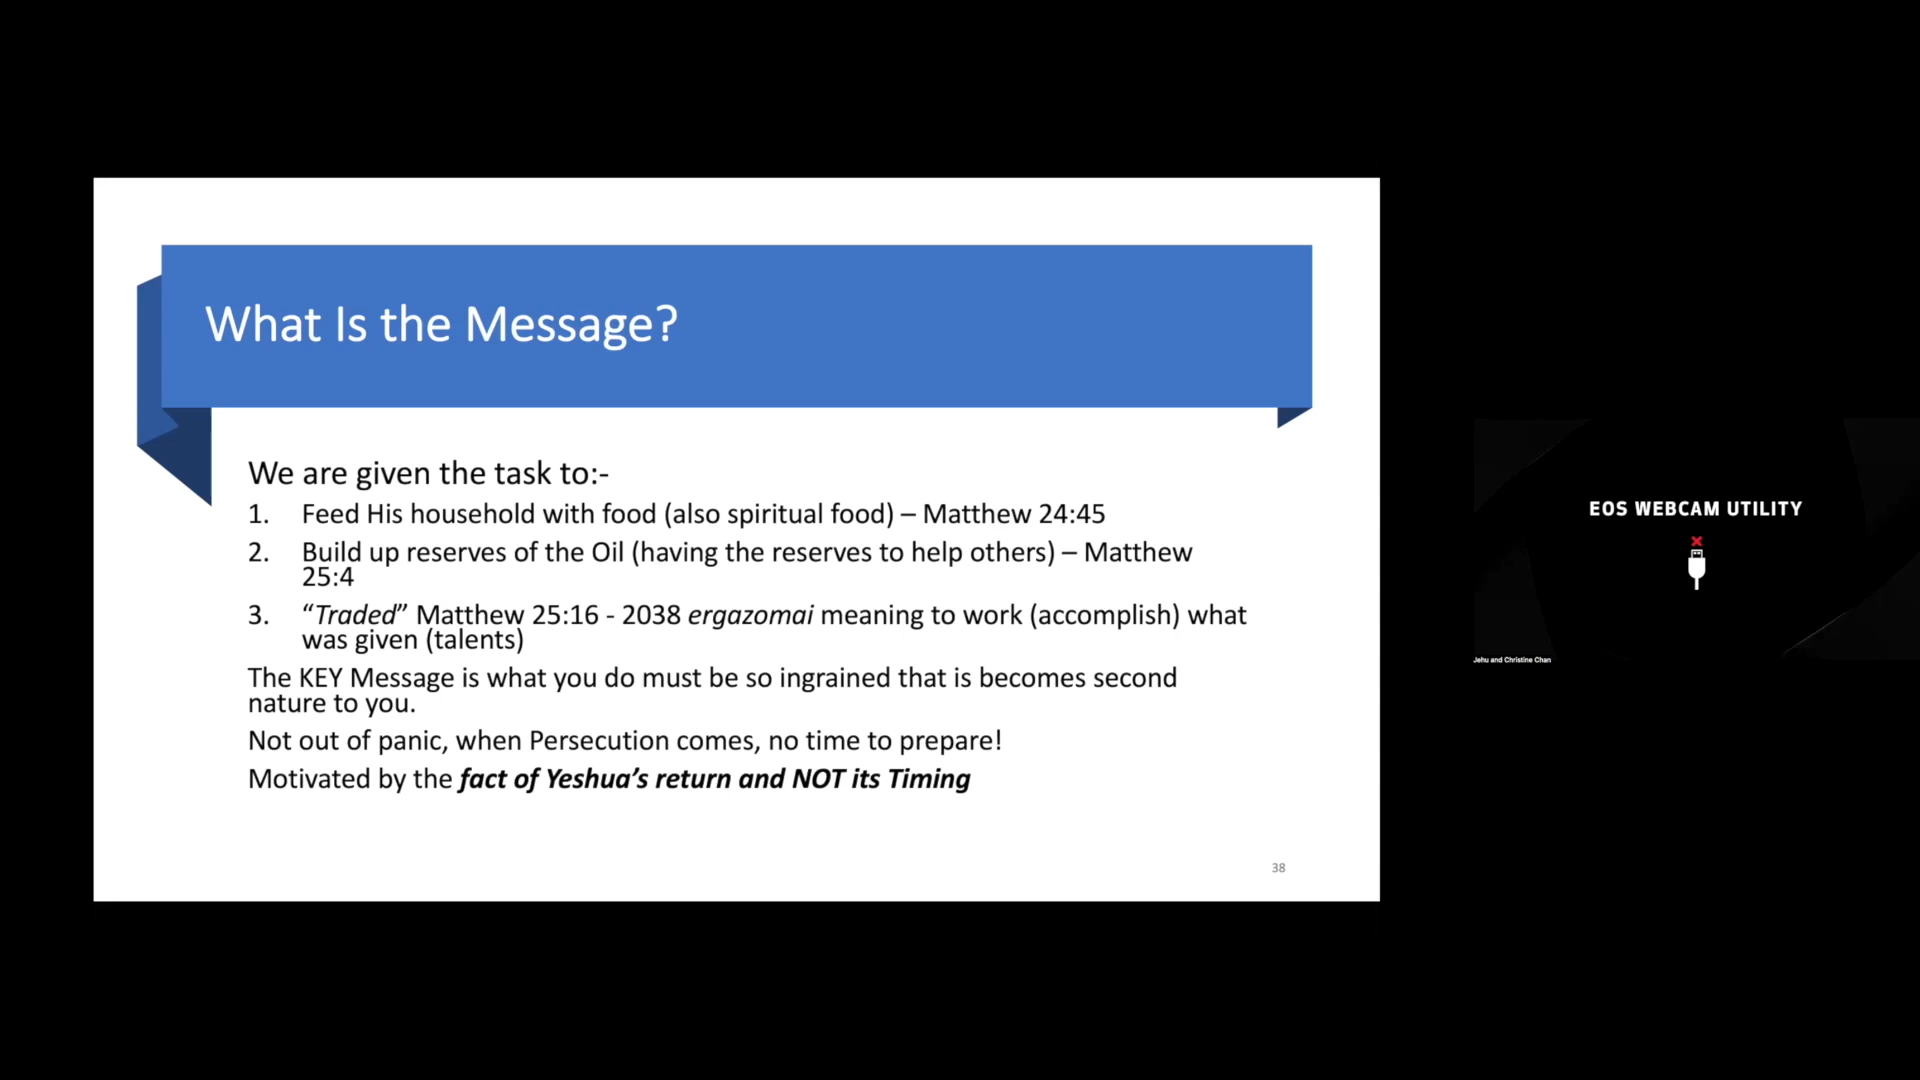 What Is the Message?
We are given the task to:-
1. Feed His household with food (also spiritual food) – Matthew 24:45
2. Build up reserves of the Oil (having the reserves to help others) – Matthew
25:4
3. “Traded” Matthew 25:16 - 2038 ergazomai meaning to work (accomplish) what
was given (talents)
The KEY Message is what you do must be so ingrained that is becomes second
nature to you.
Not out of panic, when Persecution comes, no time to prepare!
Motivated by the fact of Yeshua’s return and NOT its Timing
38
EOS WEBCAM UTILITY
Jehu and Christine Chan